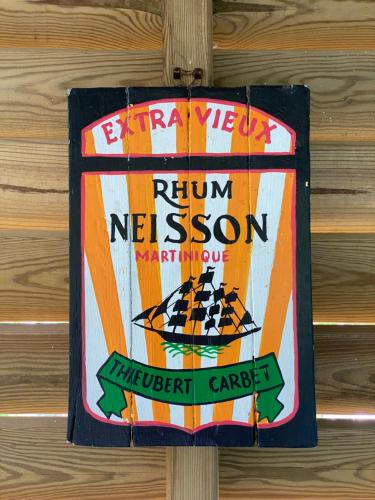 EXTRA VIEUX
RHUM
NEISSON
MARTINIQUE
THIEUBERT CARBET